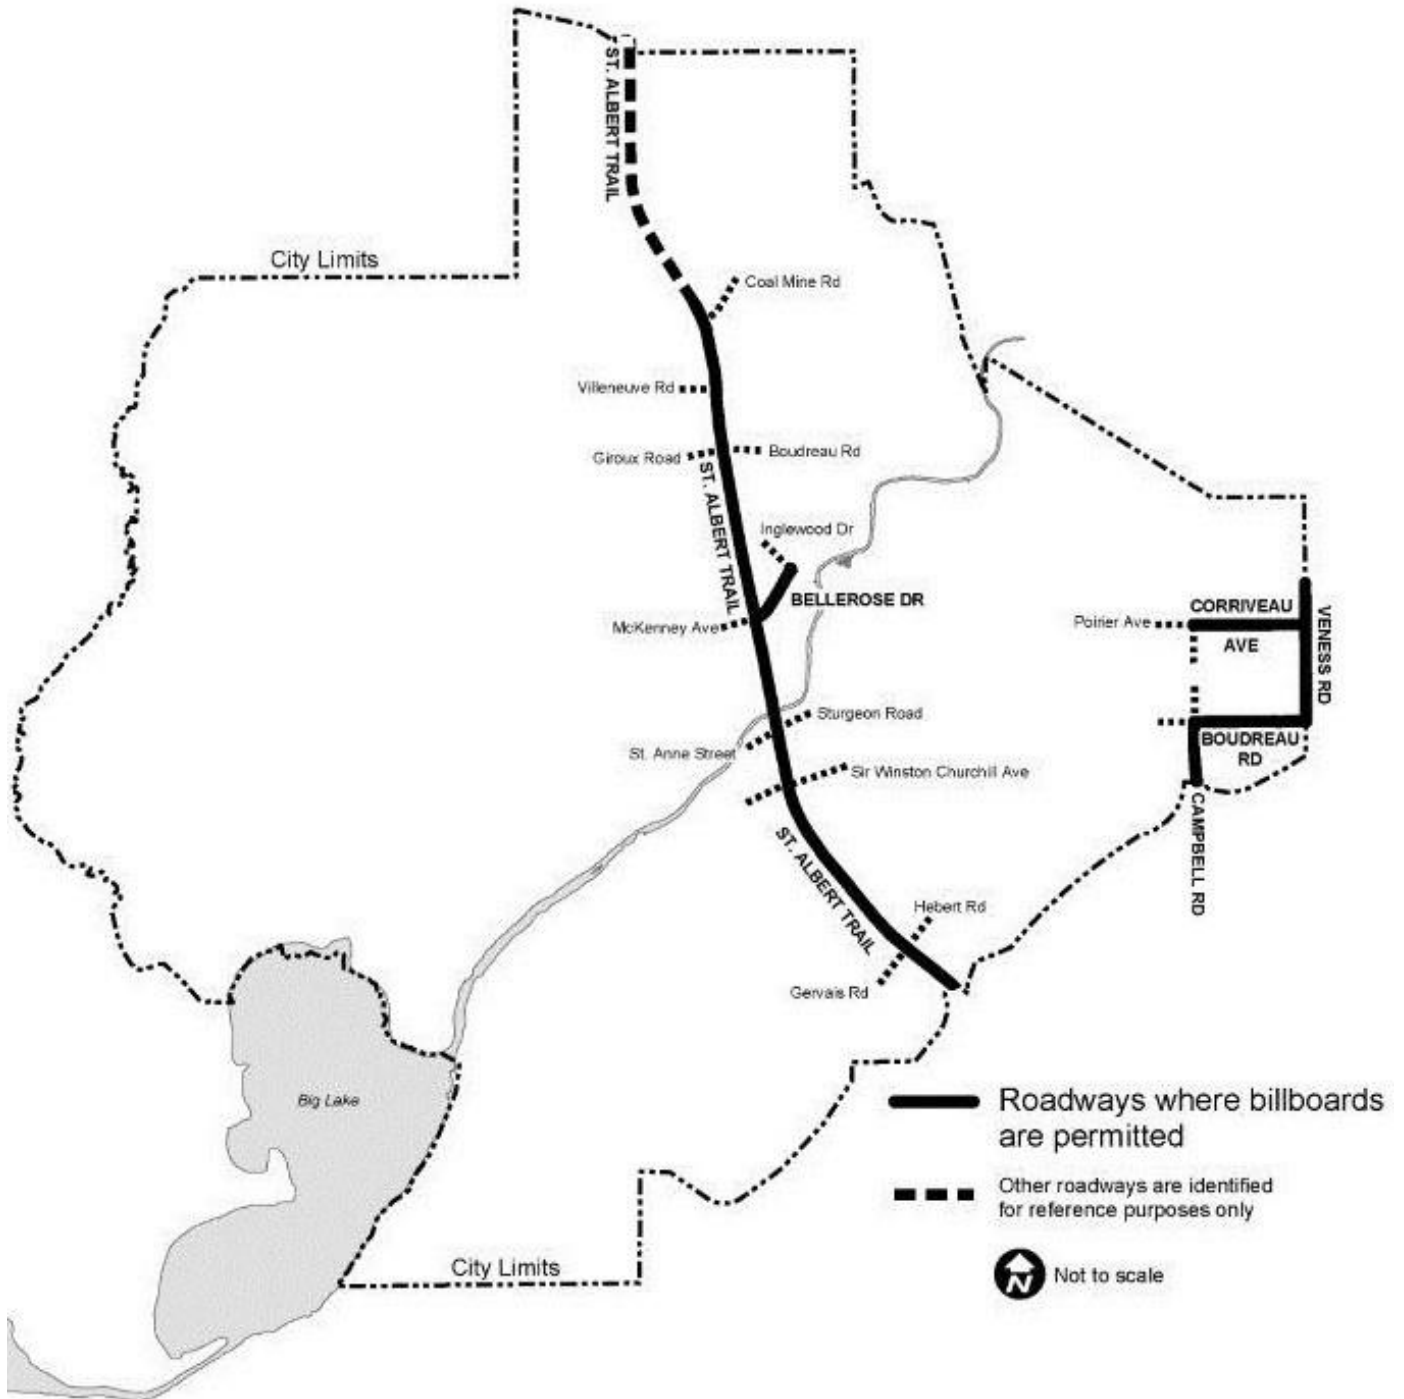 ST. ALBERT TRAIL
City Limits
Coal Mine Rd
Villeneuve Rd
Giroux Road
Boudreau Rd
ST. ALBERT TRAIL
Inglewood Dr
BELLEROSE DR
McKenney Ave
CORRIVEAU
AVE
Poirier Ave
VENESS RD
Sturgeon Road
St. Anne Street
BOUDREAU
RD
Sir Winston Churchill Ave
CAMPBELL RD
ST. ALBERT TRAIL
Hebert Rd
Gervais Rd
Big Lake
Roadways where billboards
are permitted
Other roadways are identified
for reference purposes only
City Limits
N
Not to scale